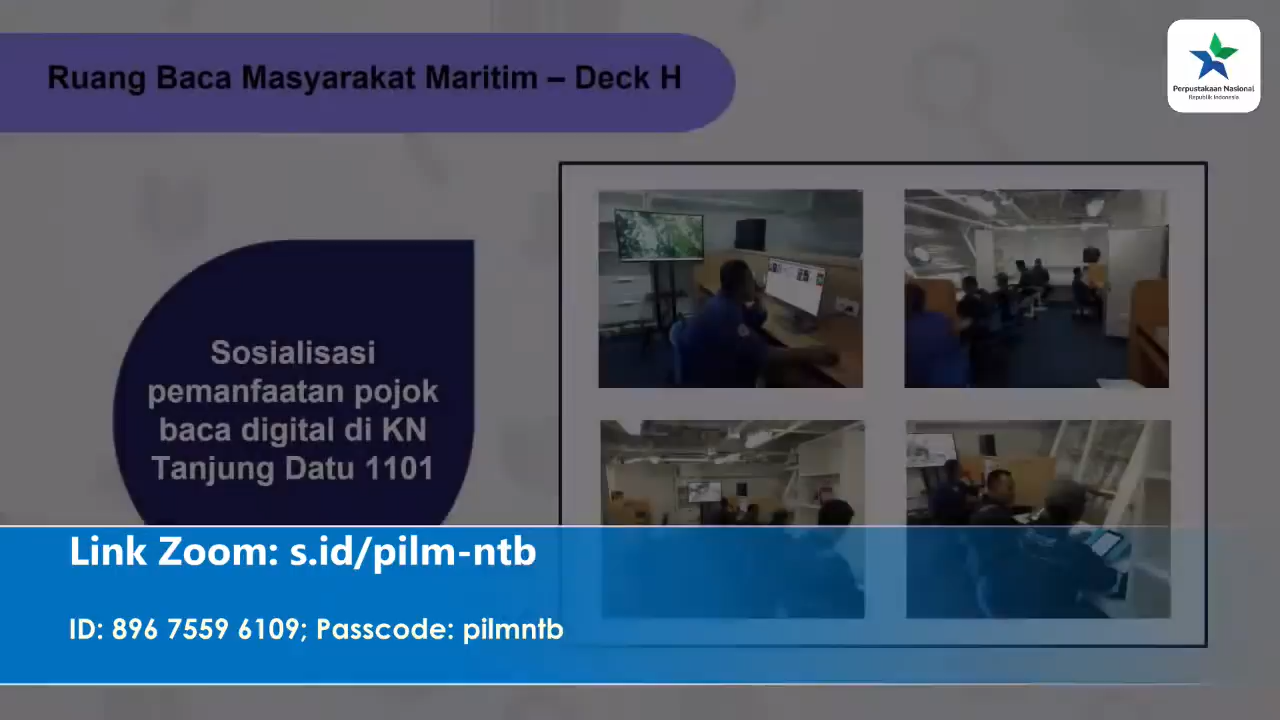 Ruang Baca Masyarakat Maritim – Deck H
Perpustakaan Nasional
Republik Indonesia
Sosialisasi
pemanfaatan pojok
baca digital di KN
Tanjung Datu 1101
Link Zoom: s.id/pilm-ntb
ID: 896 7559 6109; Passcode: pilmntb